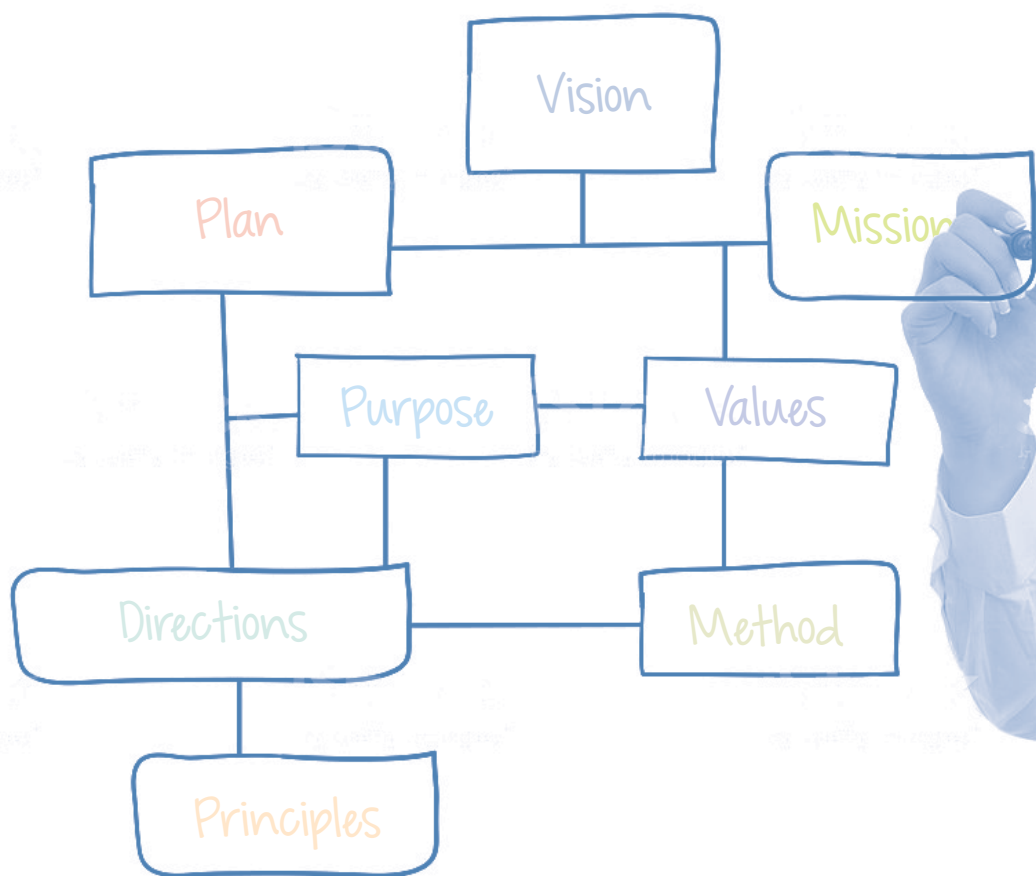 Vision
Plan
Mission
Purpose
Values
Directions
Method
Principles